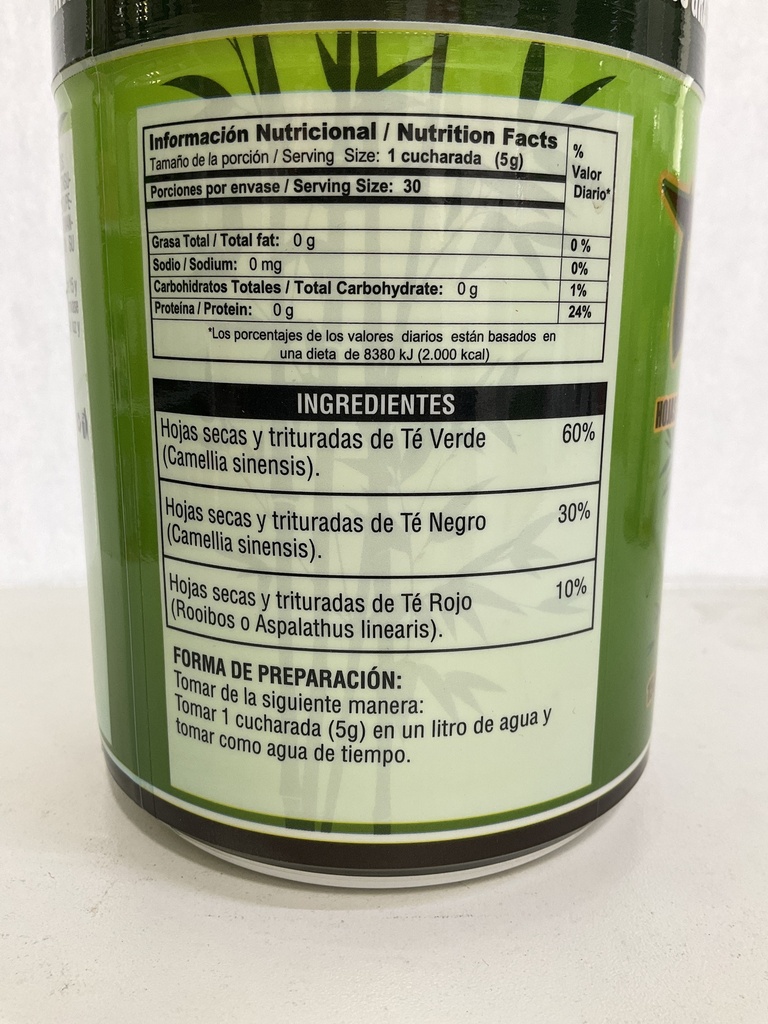 Información Nutricional / Nutrition Facts
Tamaño de la porción / Serving Size: 1 cucharada (5g)
% Valor Diario*
Porciones por envase / Serving Size: 30
Grasa Total / Total fat: 0 g 0 %
Sodio / Sodium: 0 mg 0%
Carbohidratos Totales / Total Carbohydrate: 0 g 1%
Proteína / Protein: 0 g 24%
*Los porcentajes de los valores diarios están basados en
una dieta de 8380 kJ (2.000 kcal)
INGREDIENTES
Hojas secas y trituradas de Té Verde 60%
(Camellia sinensis).
Hojas secas y trituradas de Té Negro 30%
(Camellia sinensis).
Hojas secas y trituradas de Té Rojo 10%
(Rooibos o Aspalathus linearis).
FORMA DE PREPARACIÓN:
Tomar de la siguiente manera:
Tomar 1 cucharada (5g) en un litro de agua y
tomar como agua de tiempo.